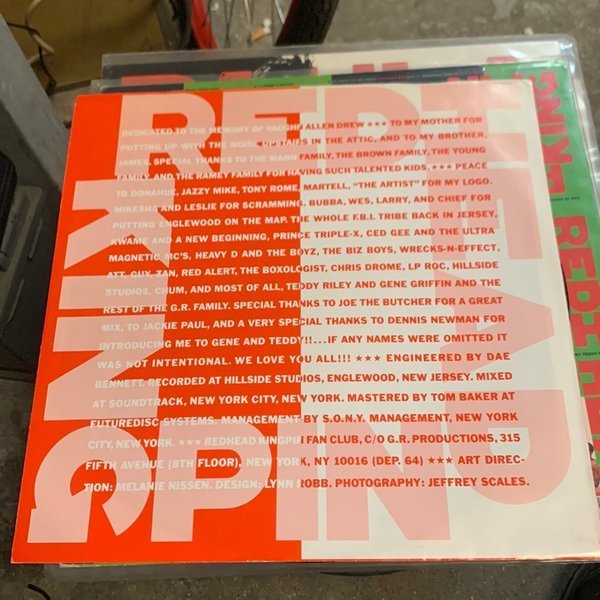 REDHEAD
KINGPIN
DEDICATED TO THE MEMORY OF VAUGHN ALLEN DREW ★★★ TO MY MOTHER FOR
PUTTING UP WITH THE NOISE UPSTAIRS IN THE ATTIC, AND TO MY BROTHER,
JAMES. SPECIAL THANKS TO THE MANN FAMILY, THE BROWN FAMILY, THE YOUNG
FAMILY AND THE RAMEY FAMILY FOR HAVING SUCH TALENTED KIDS, ★★★ PEACE
TO DONAHUE, JAZZY MIKE, TONY ROME, MARTELL, "THE ARTIST" FOR MY LOGO.
MIKESHA AND LESLIE FOR SCRAMMING. BUBBA, WES, LARRY, AND CHIEF FOR
PUTTING ENGLEWOOD ON THE MAP. THE WHOLE F.B.I. TRIBE BACK IN JERSEY,
KWAME AND A NEW BEGINNING, PRINCE TRIPLE-X, CED GEE AND THE ULTRA
MAGNETIC MC'S, HEAVY D AND THE BOYZ, THE BIZ BOYS, WRECKS-N-EFFECT,
ATT. GUY, ZAN, RED ALERT, THE BOXOLOGIST, CHRIS DROME, LP ROC, HILLSIDE
STUDIOS, CHUM, AND MOST OF ALL, TEDDY RILEY AND GENE GRIFFIN AND THE
REST OF THE G.R. FAMILY. SPECIAL THANKS TO JOE THE BUTCHER FOR A GREAT
MIX, TO JACKIE PAUL, AND A VERY SPECIAL THANKS TO DENNIS NEWMAN FOR
INTRODUCING ME TO GENE AND TEDDY!!...IF ANY NAMES WERE OMITTED IT
WAS NOT INTENTIONAL. WE LOVE YOU ALL!!! ★★★ ENGINEERED BY DAE
BENNETT. RECORDED AT HILLSIDE STUDIOS, ENGLEWOOD, NEW JERSEY. MIXED
AT SOUNDTRACK, NEW YORK CITY, NEW YORK. MASTERED BY TOM BAKER AT
FUTUREDISC SYSTEMS. MANAGEMENT BY S.O.N.Y. MANAGEMENT, NEW YORK
CITY, NEW YORK. ★★★ REDHEAD KINGPIN FAN CLUB, C/O G.R. PRODUCTIONS, 315
FIFTH AVENUE (8TH FLOOR), NEW YORK, NY 10016 (DEP. 64) ★★★ ART DIREC-
TION: MELANIE NISSEN. DESIGN: LYNN ROBB. PHOTOGRAPHY: JEFFREY SCALES.